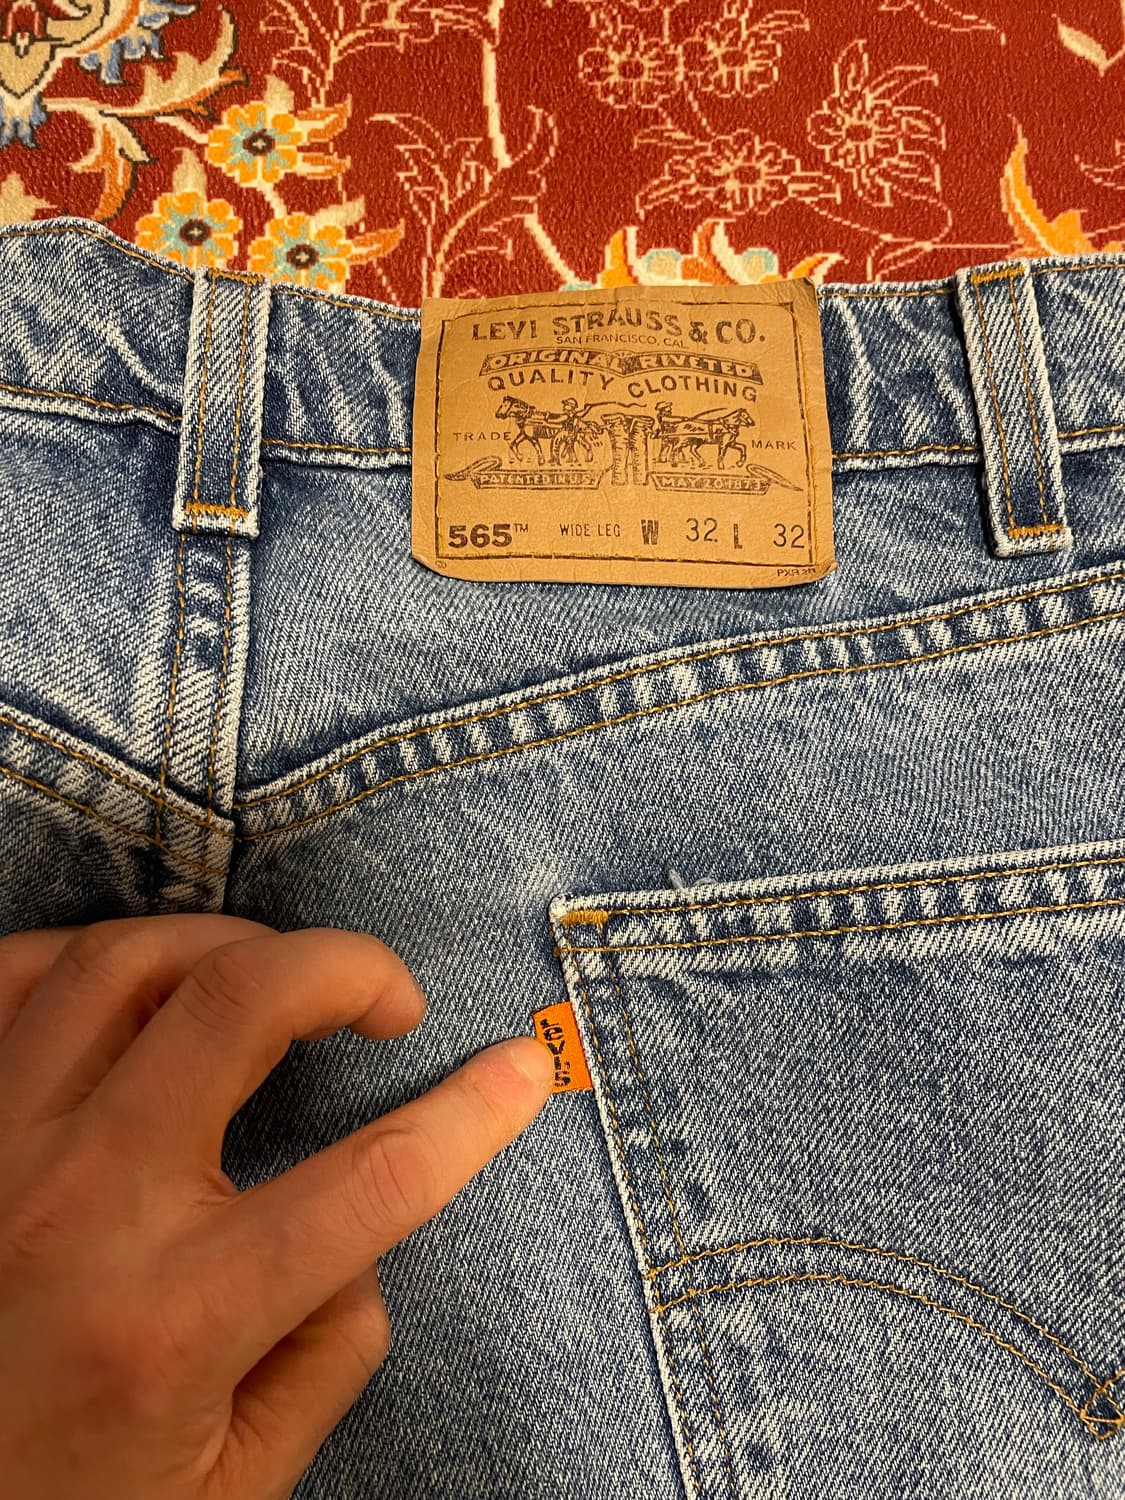 LEVI STRAUSS & CO.
SAN FRANCISCO, CAL.
ORIGINAL RIVETED
QUALITY CLOTHING
TRADE MARK
PATENTED IN U.S. MAY 20 1873
565™ WIDE LEG W 32 L 32
Levi's